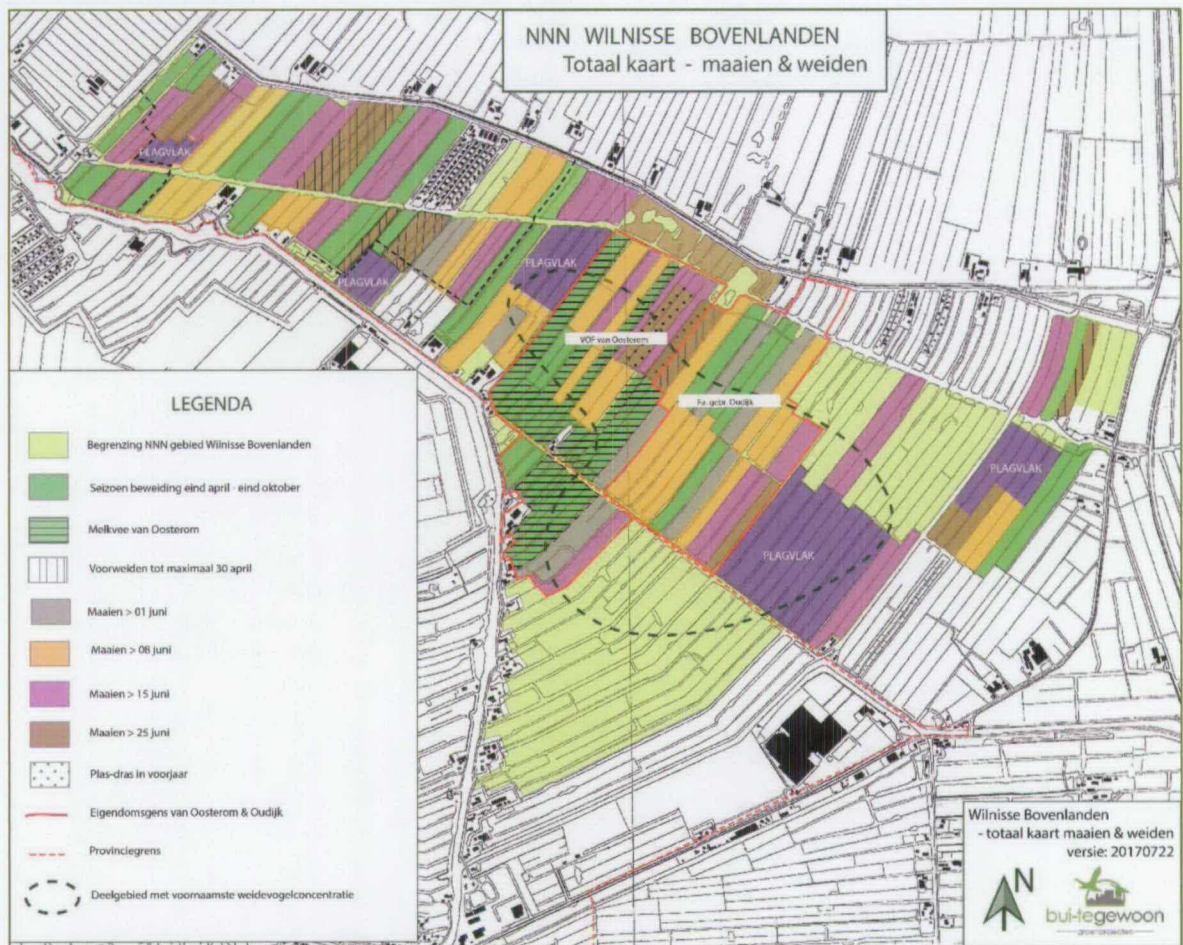 NNN WILNISSE BOVENLANDEN
Totaal kaart - maaien & weiden
PLAGVLAK
PLAGVLAK
PLAGVLAK
VOF van Oosterom
Fa. gebr. Oudijk
PLAGVLAK
PLAGVLAK
LEGENDA
Begrenzing NNN gebied Wilnisse Bovenlanden
Seizoen beweiding eind april - eind oktober
Melkvee van Oosterom
Voorweiden tot maximaal 30 april
Maaien > 01 juni
Maaien > 08 juni
Maaien > 15 juni
Maaien > 25 juni
Plas-dras in voorjaar
Eigendomsgens van Oosterom & Oudijk
Provinciegrens
Deelgebied met voornaamste weidevogelconcentratie
Wilnisse Bovenlanden
- totaal kaart maaien & weiden
versie: 20170722
N
bui-tegewoon
groenprojecten